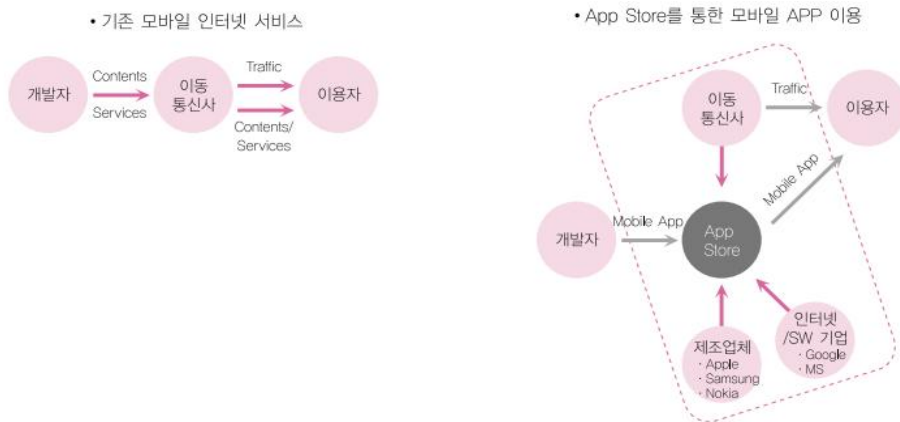 • 기존 모바일 인터넷 서비스
개발자
Contents
Services
이동
통신사
Traffic
Contents/
Services
이용자
• App Store를 통한 모바일 APP 이용
이동
통신사
Traffic
이용자
Mobile App
개발자
Mobile App
App
Store
제조업체
· Apple
· Samsung
· Nokia
인터넷
/SW 기업
· Google
· MS